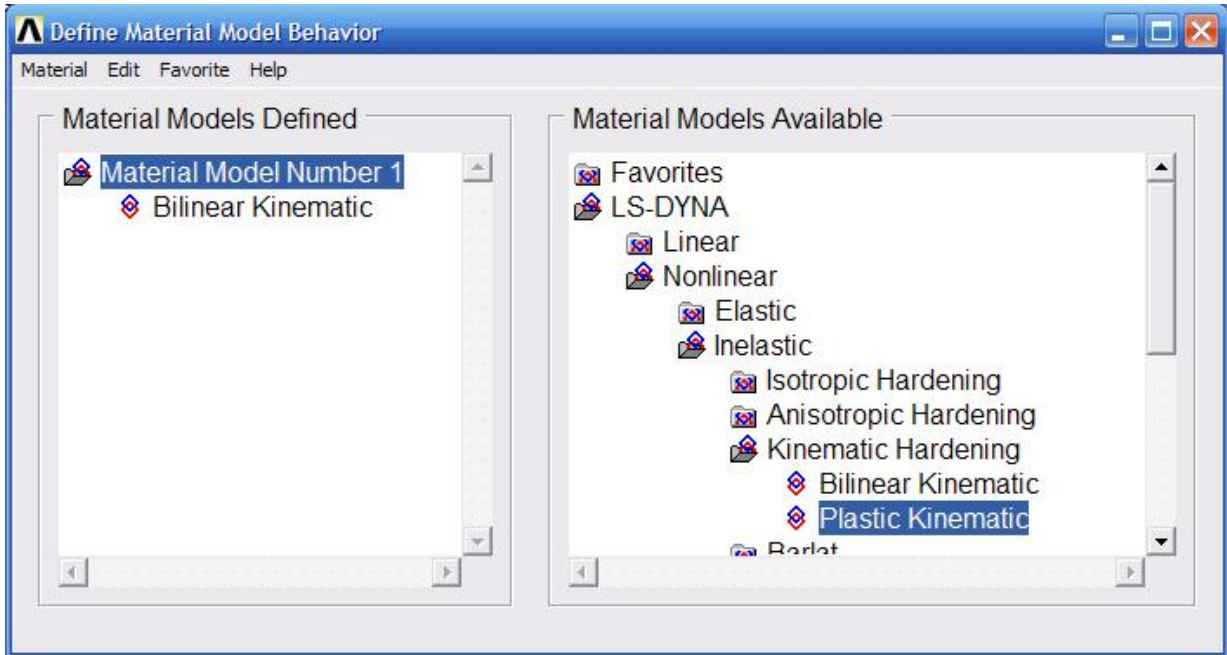 Define Material Model Behavior
Material Edit Favorite Help
Material Models Defined
Material Model Number 1
Bilinear Kinematic
Material Models Available
Favorites
LS-DYNA
Linear
Nonlinear
Elastic
Inelastic
Isotropic Hardening
Anisotropic Hardening
Kinematic Hardening
Bilinear Kinematic
Plastic Kinematic
Barlat